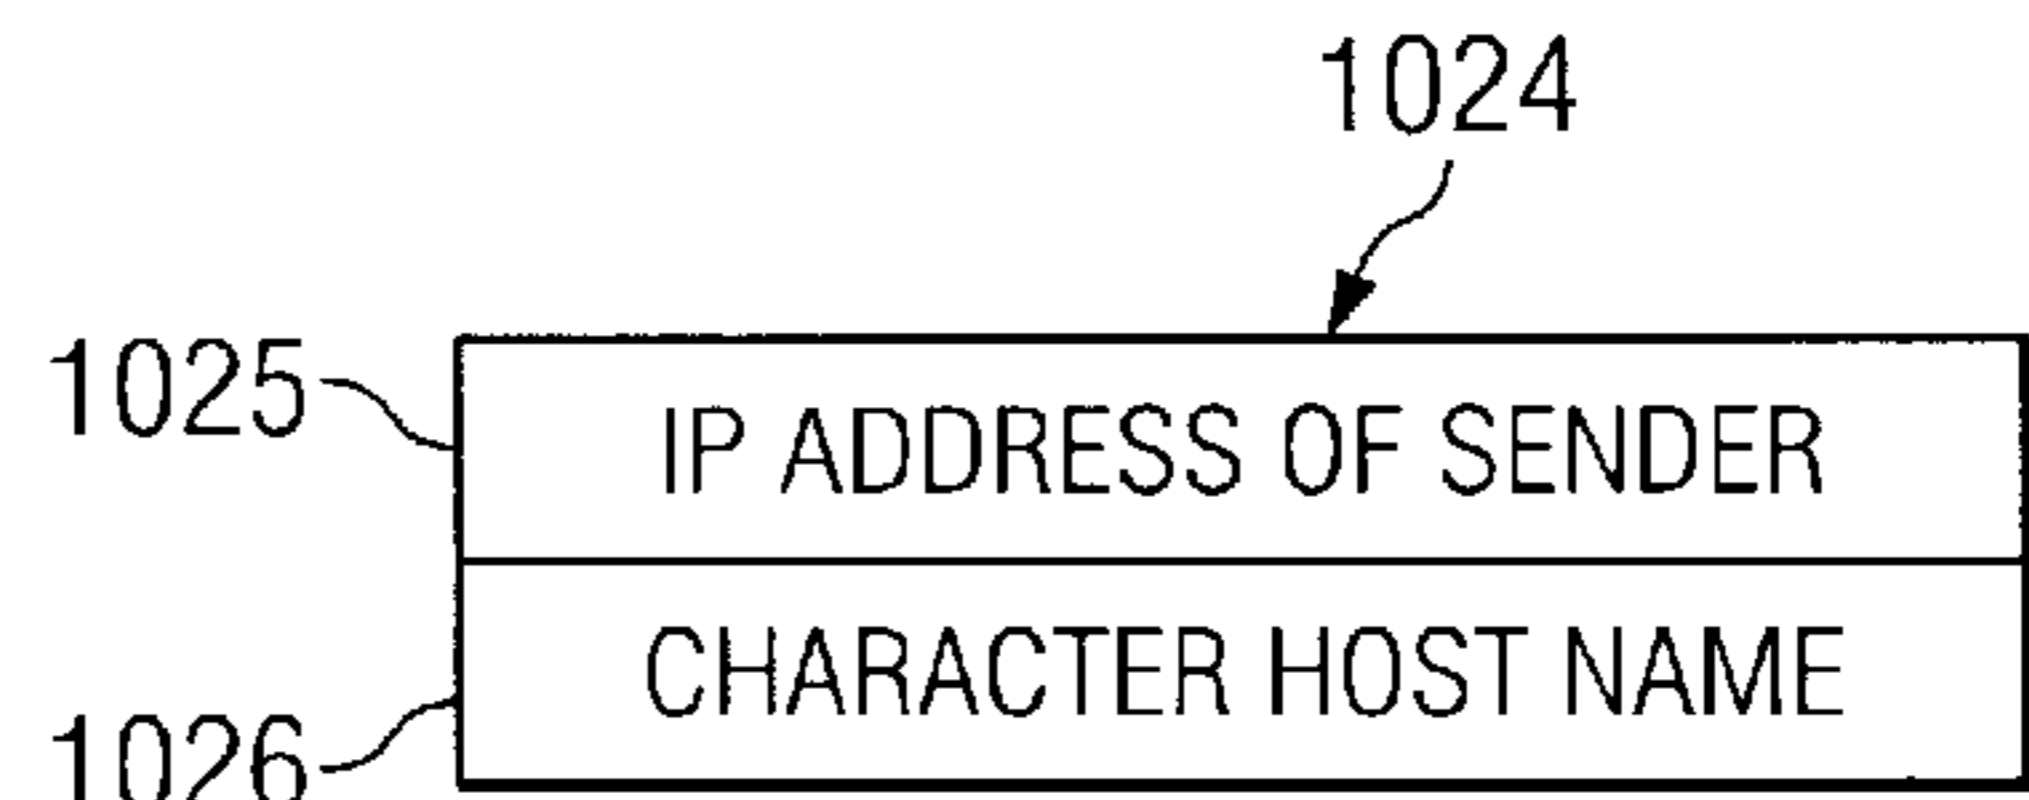 1024
1025
IP ADDRESS OF SENDER
CHARACTER HOST NAME
1026